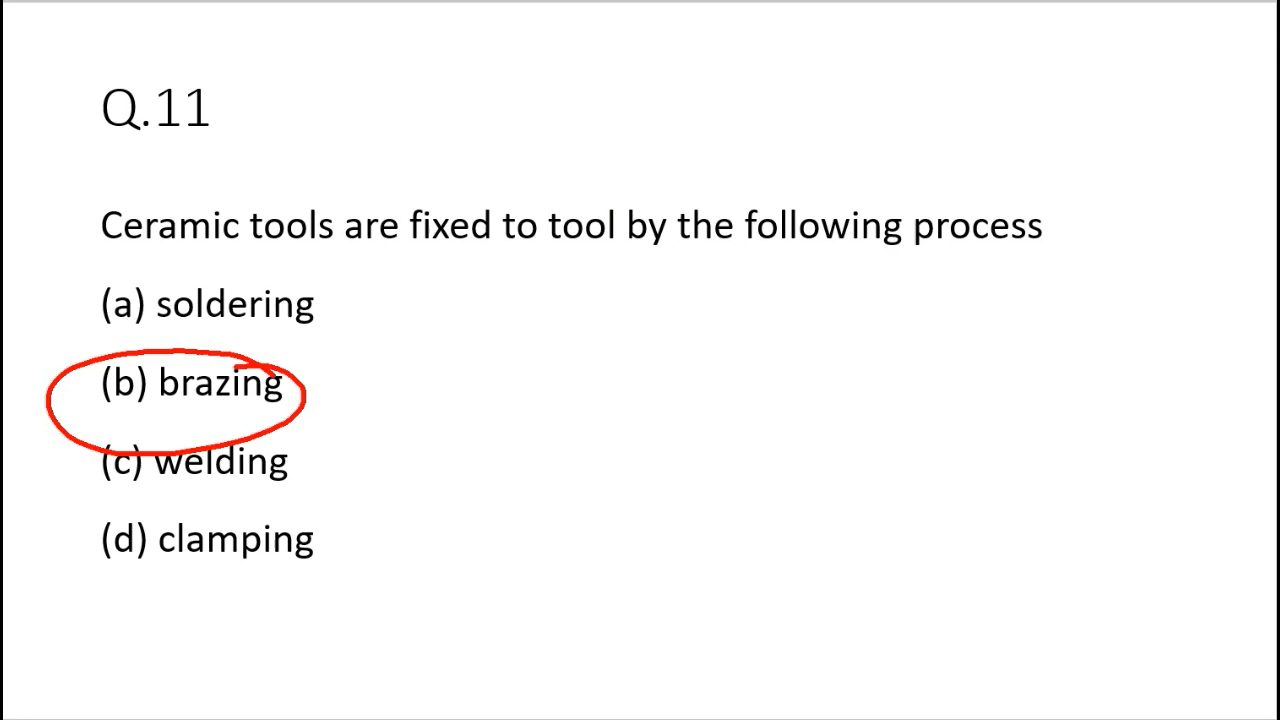 Q.11
Ceramic tools are fixed to tool by the following process
(a) soldering
(b) brazing
(c) welding
(d) clamping